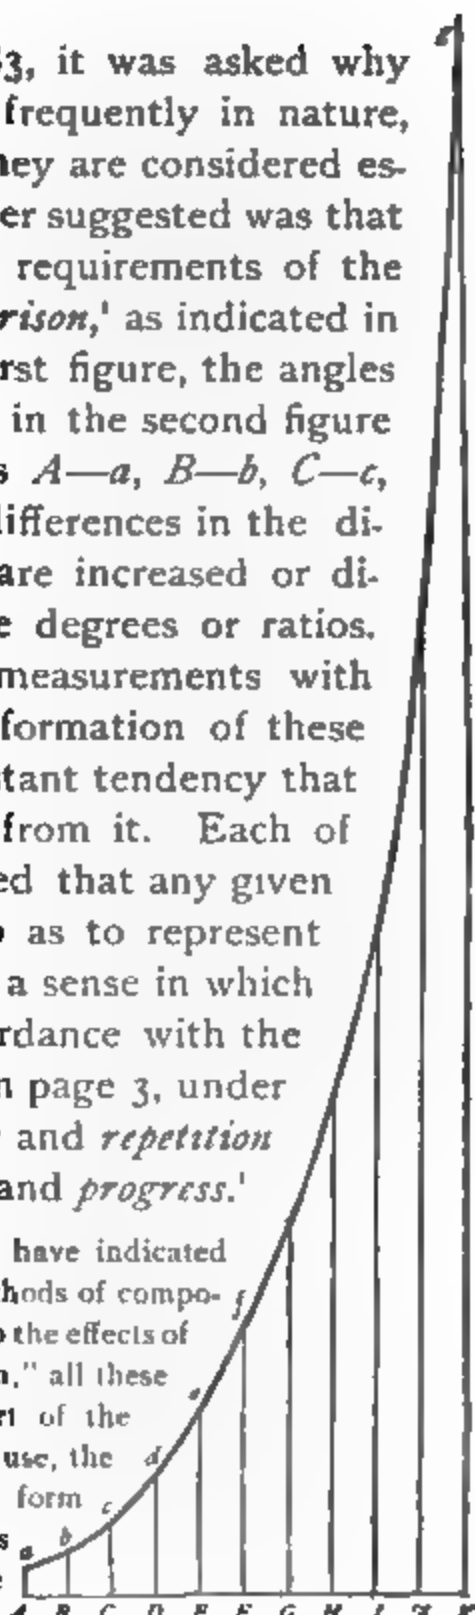 3, it was asked why
frequently in nature,
hey are considered es-
er suggested was that
requirements of the
rison,' as indicated in
rst figure, the angles
in the second figure
s A—a, B—b, C—c,
differences in the di-
are increased or di-
e degrees or ratios.
measurements with
formation of these
tant tendency that
from it. Each of
ed that any given
as to represent
a sense in which
rdance with the
n page 3, under
and repetition
and progress.'
have indicated
hods of compo- f
the effects of
n," all these e
rt of the
use, the d
form c
s a b
A B C D E F G H